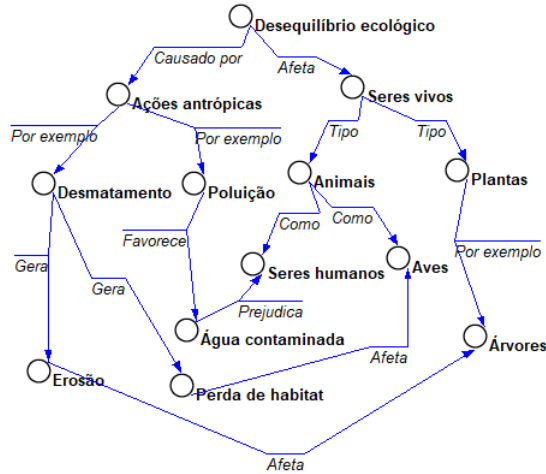 Desequilíbrio ecológico
Causado por
Afeta
Ações antrópicas
Seres vivos
Por exemplo
Por exemplo
Tipo
Tipo
Desmatamento
Poluição
Animais
Plantas
Como
Como
Favorece
Por exemplo
Gera
Gera
Seres humanos
Aves
Prejudica
Água contaminada
Árvores
Afeta
Erosão
Perda de habitat
Afeta